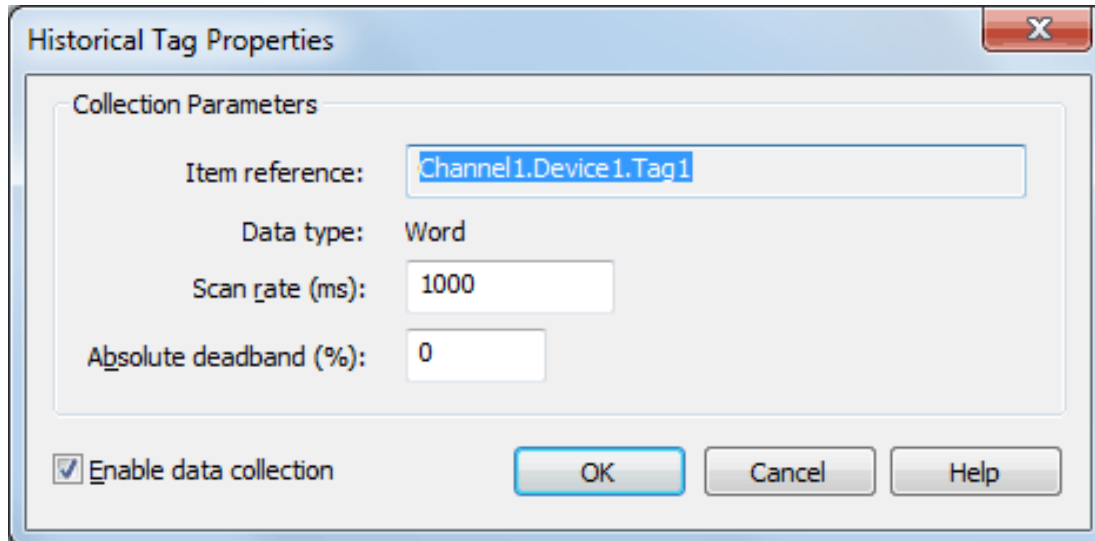 Historical Tag Properties
Collection Parameters
Item reference: Channel1.Device1.Tag1
Data type: Word
Scan rate (ms): 1000
Absolute deadband (%): 0
Enable data collection OK Cancel Help